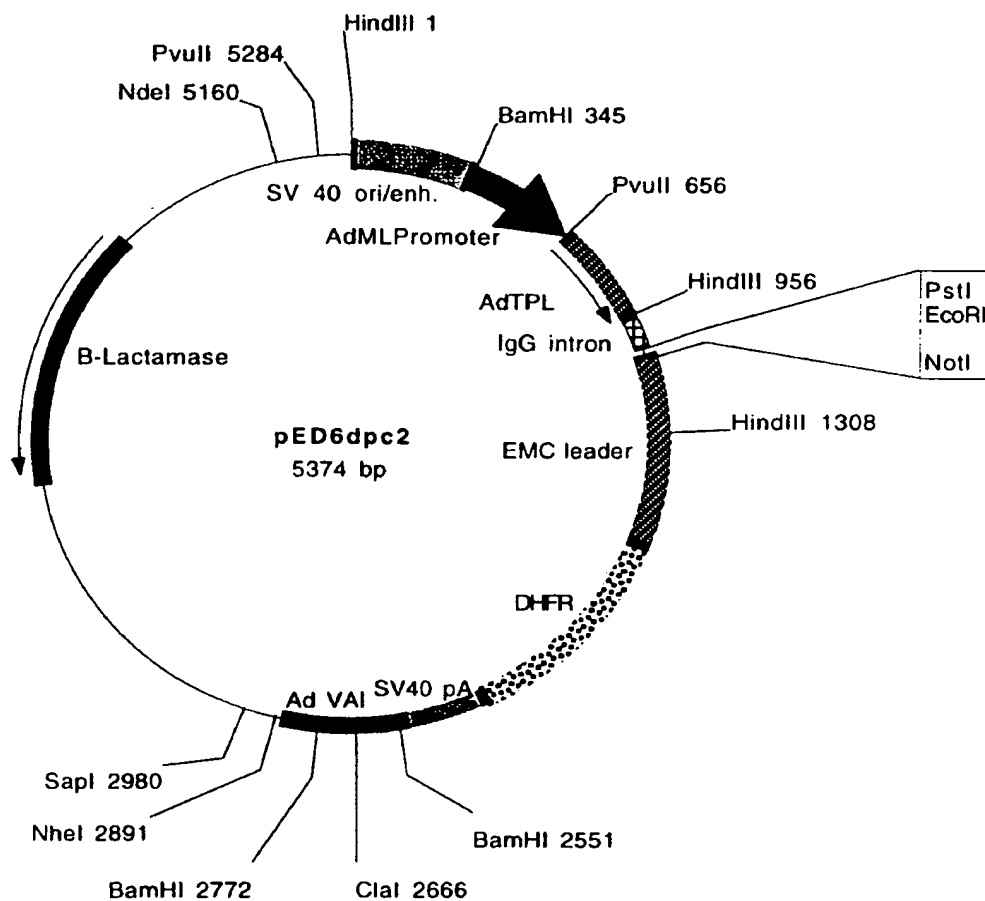 HindIII 1
PvuII 5284
NdeI 5160
BamHI 345
SV 40 ori/enh.
PvuII 656
AdMLPromoter
HindIII 956
AdTPL
PstI
EcoRI
IgG intron
NotI
B-Lactamase
HindIII 1308
pED6dpc2
EMC leader
5374 bp
DHFR
SV40 pA
Ad VAI
SapI 2980
NheI 2891
BamHI 2551
BamHI 2772
ClaI 2666